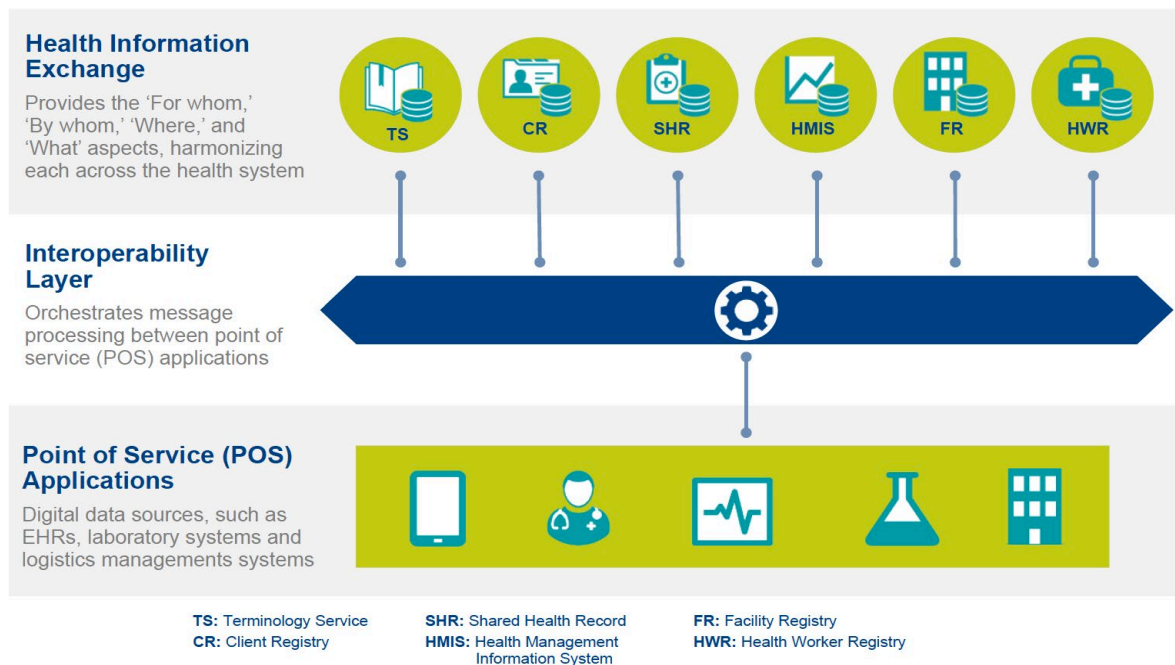 Health Information
Exchange
Provides the ‘For whom,’
‘By whom,’ ‘Where,’ and
‘What’ aspects, harmonizing
each across the health system
TS
CR
SHR
HMIS
FR
HWR
Interoperability
Layer
Orchestrates message
processing between point of
service (POS) applications
Point of Service (POS)
Applications
Digital data sources, such as
EHRs, laboratory systems and
logistics managements systems
TS: Terminology Service
CR: Client Registry
SHR: Shared Health Record
HMIS: Health Management
Information System
FR: Facility Registry
HWR: Health Worker Registry